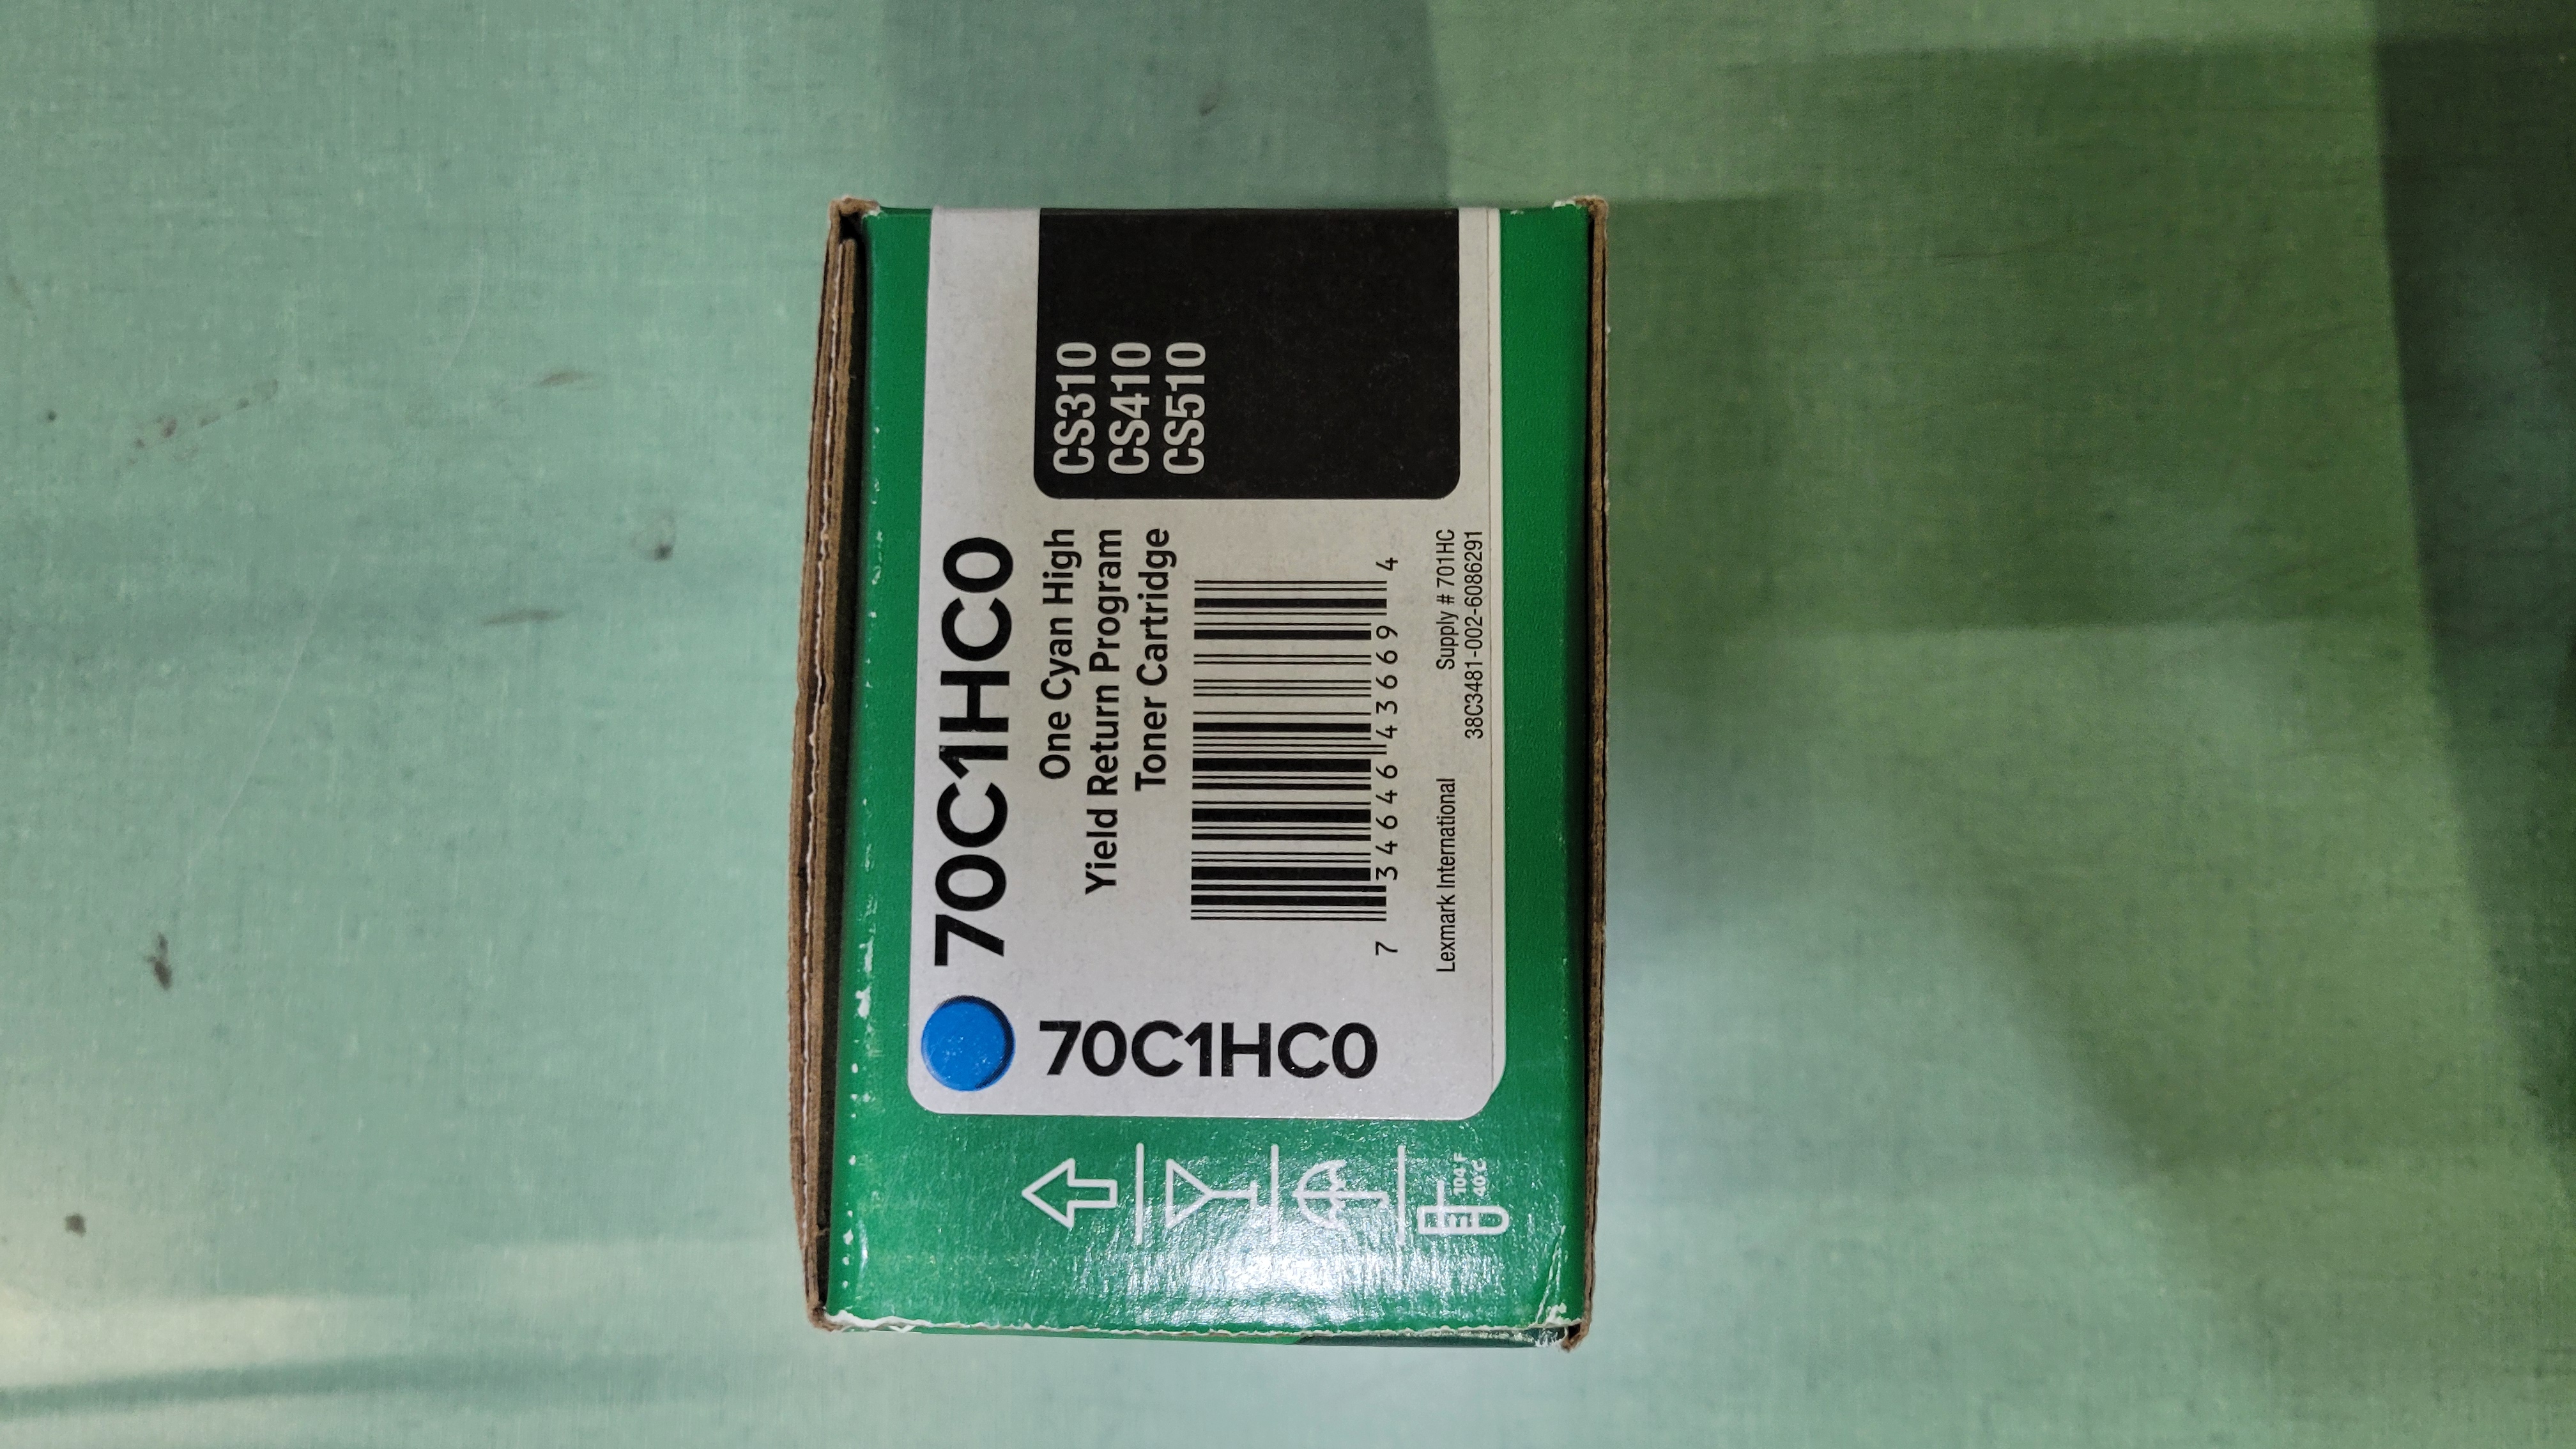 70C1HC0
One Cyan High
Yield Return Program
Toner Cartridge
CS310
CS410
CS510
7 34646 43669 4
Lexmark International
Supply # 701HC
38C3481-002-6086291
70C1HC0
104°F
40°C